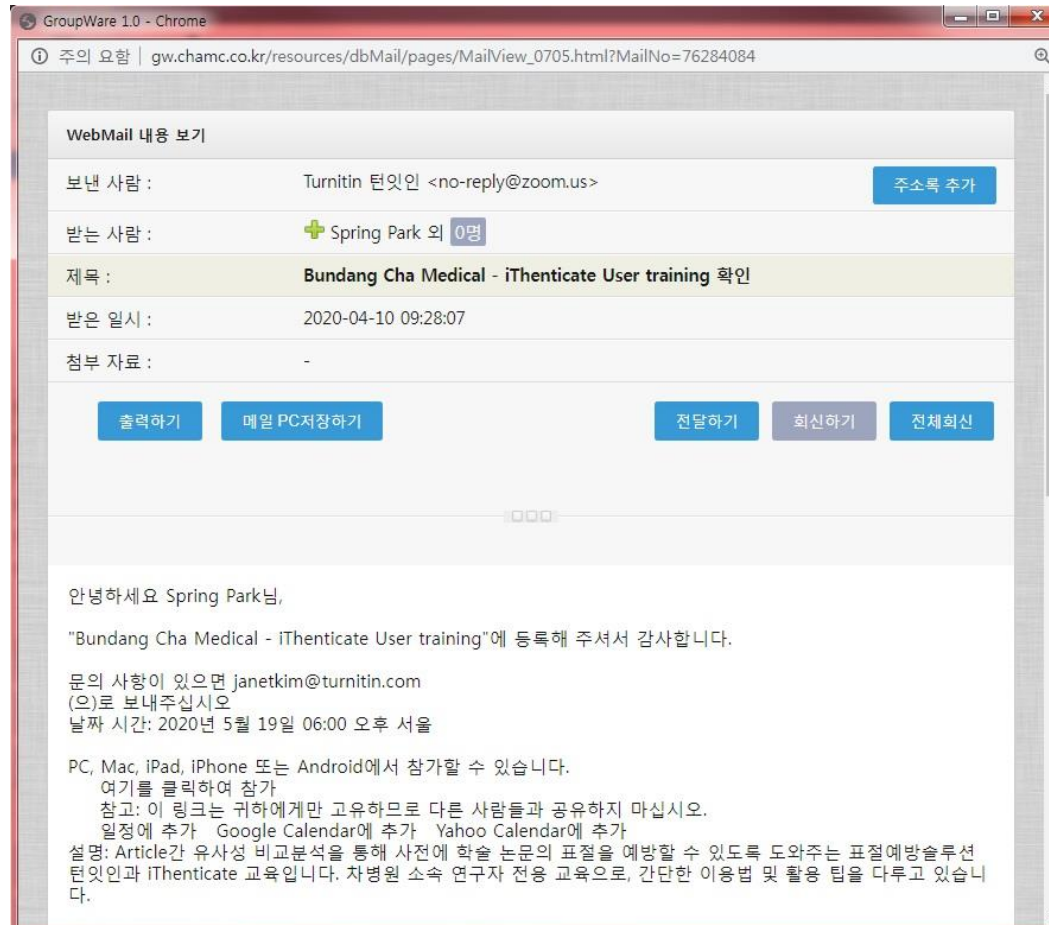 GroupWare 1.0 - Chrome
주의 요함 | gw.chamc.co.kr/resources/dbMail/pages/MailView_0705.html?MailNo=76284084
WebMail 내용 보기
보낸 사람 : Turnitin 턴잇인 <no-reply@zoom.us> 주소록 추가
받는 사람 : Spring Park 외 0명
제목 : Bundang Cha Medical - iThenticate User training 확인
받은 일시 : 2020-04-10 09:28:07
첨부 자료 : -
출력하기 메일 PC저장하기 전달하기 회신하기 전체회신
안녕하세요 Spring Park님,
"Bundang Cha Medical - iThenticate User training"에 등록해 주셔서 감사합니다.
문의 사항이 있으면 janetkim@turnitin.com
(으)로 보내주십시오
날짜 시간: 2020년 5월 19일 06:00 오후 서울
PC, Mac, iPad, iPhone 또는 Android에서 참가할 수 있습니다.
여기를 클릭하여 참가
참고: 이 링크는 귀하에게만 고유하므로 다른 사람들과 공유하지 마십시오.
일정에 추가 Google Calendar에 추가 Yahoo Calendar에 추가
설명: Article간 유사성 비교분석을 통해 사전에 학술 논문의 표절을 예방할 수 있도록 도와주는 표절예방솔루션
턴잇인과 iThenticate 교육입니다. 차병원 소속 연구자 전용 교육으로, 간단한 이용법 및 활용 팁을 다루고 있습니
다.